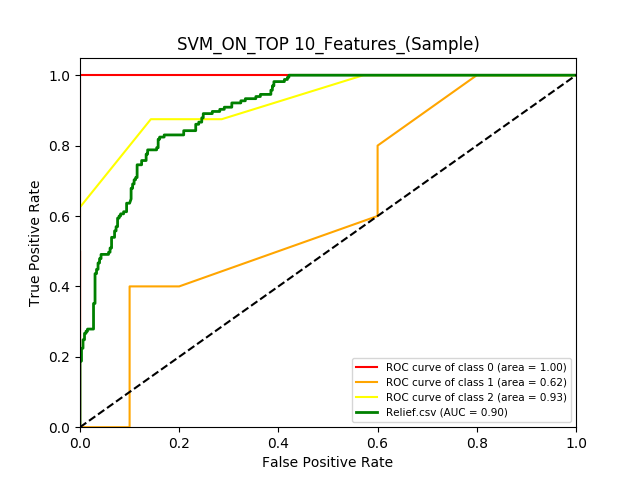 SVM_ON_TOP 10_Features_(Sample)
True Positive Rate
1.0
0.8
0.6
0.4
0.2
0.0
0.0 0.2 0.4 0.6 0.8 1.0
False Positive Rate
ROC curve of class 0 (area = 1.00)
ROC curve of class 1 (area = 0.62)
ROC curve of class 2 (area = 0.93)
Relief.csv (AUC = 0.90)